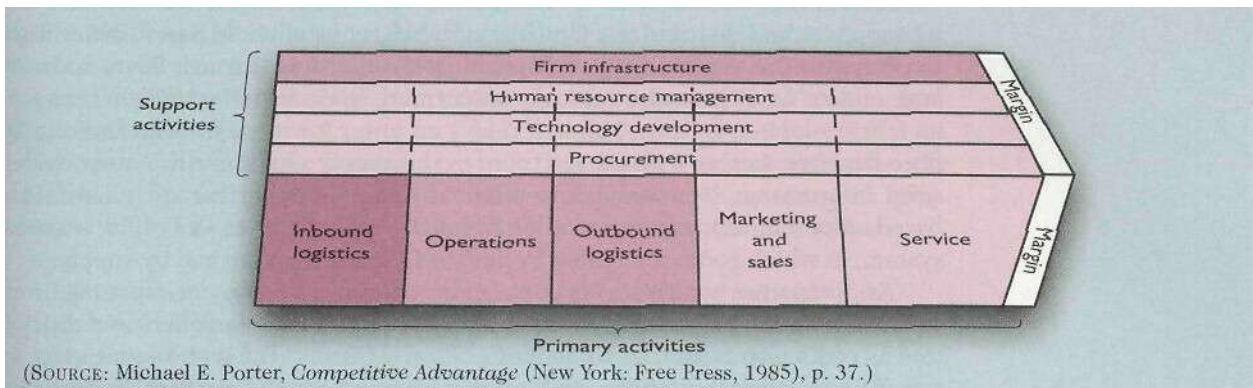 Firm infrastructure
Human resource management
Technology development
Procurement
Support
activities
Margin
Inbound
logistics
Operations
Outbound
logistics
Marketing
and
sales
Service
Margin
Primary activities
(SOURCE: Michael E. Porter, Competitive Advantage (New York: Free Press, 1985), p. 37.)